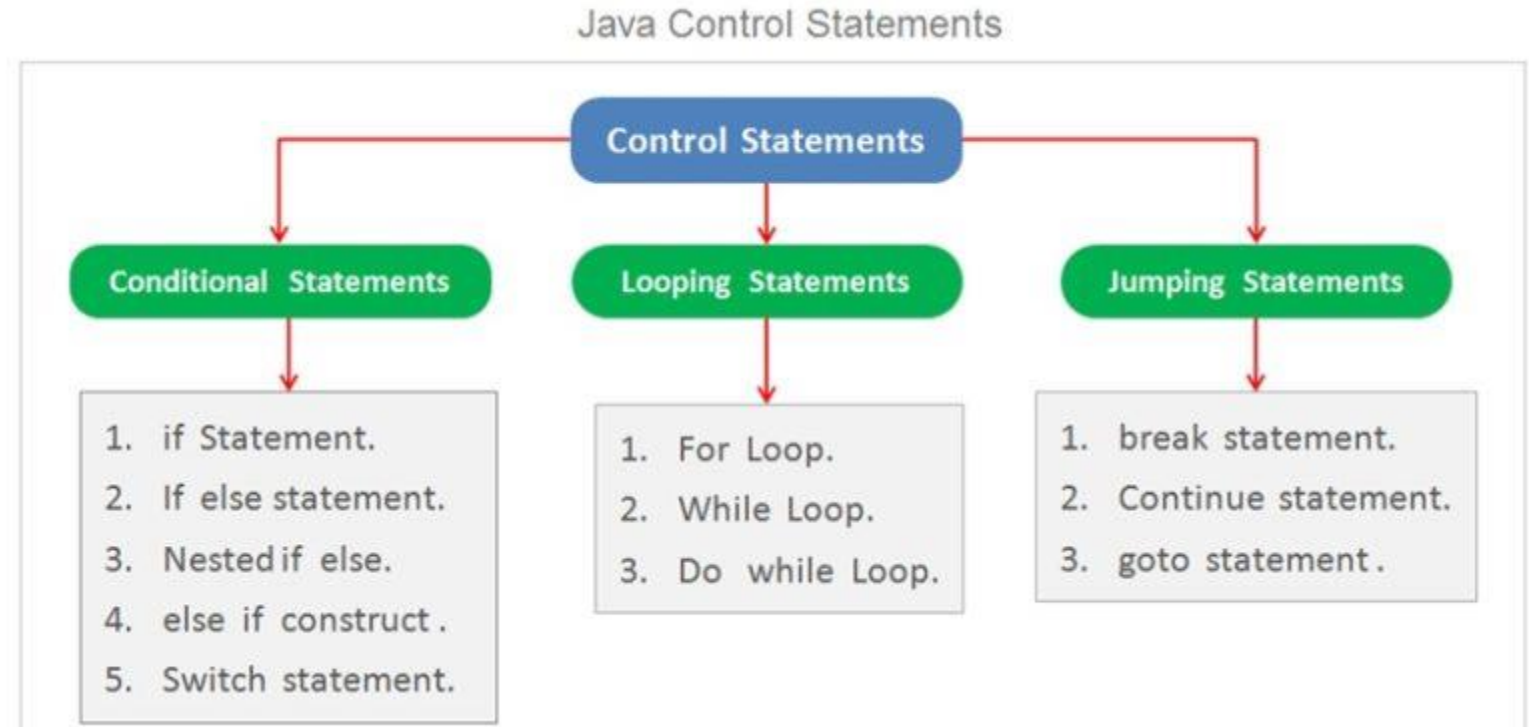 Java Control Statements
Control Statements
Conditional Statements
Looping Statements
Jumping Statements
1. if Statement.
2. If else statement.
3. Nested if else.
4. else if construct .
5. Switch statement.
1. For Loop.
2. While Loop.
3. Do while Loop.
1. break statement.
2. Continue statement.
3. goto statement .